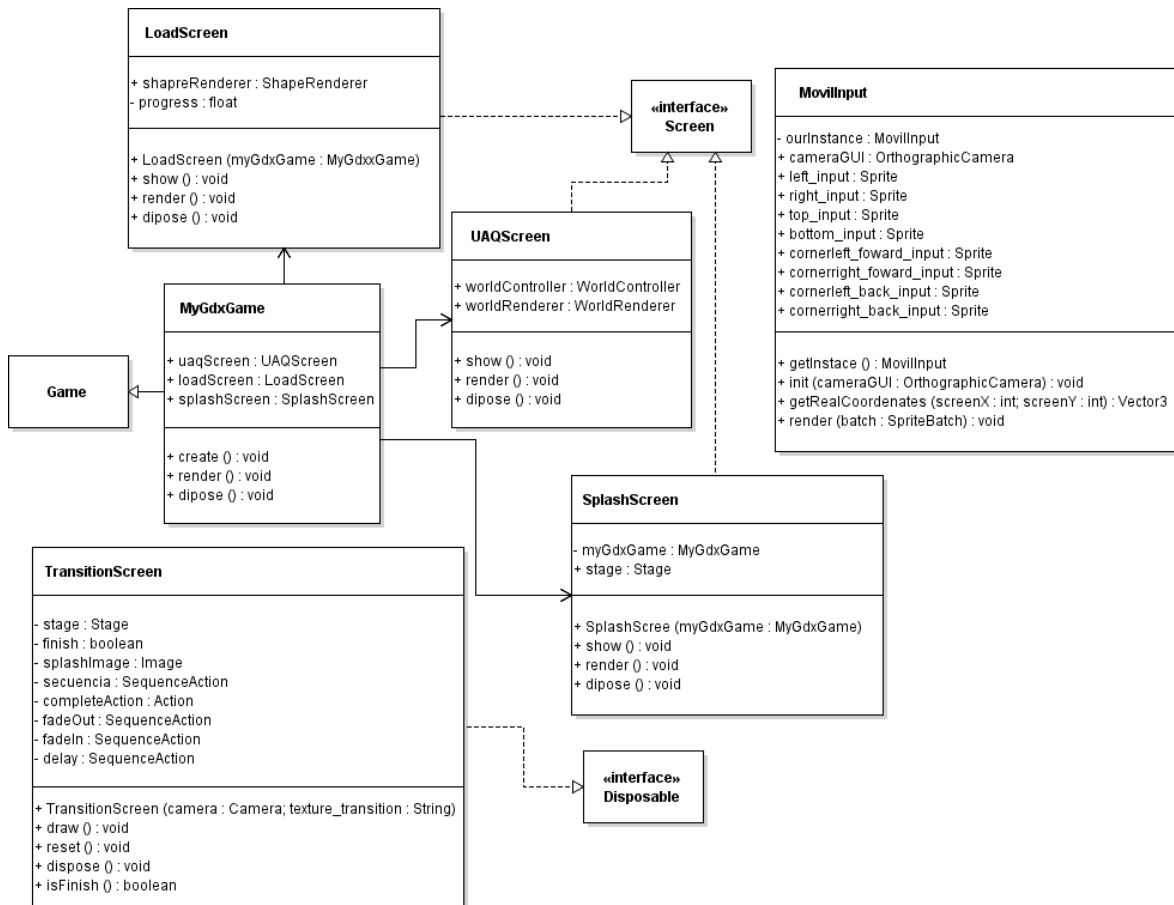 LoadScreen
+ shapreRenderer : ShapeRenderer
- progress : float
+ LoadScreen (myGdxGame : MyGdxxGame)
+ show () : void
+ render () : void
+ dipose () : void
«interface»
Screen
MovilInput
- ourInstance : MovilInput
+ cameraGUI : OrthographicCamera
+ left_input : Sprite
+ right_input : Sprite
+ top_input : Sprite
+ bottom_input : Sprite
+ cornerleft_foward_input : Sprite
+ cornerright_foward_input : Sprite
+ cornerleft_back_input : Sprite
+ cornerright_back_input : Sprite
+ getInstace () : MovilInput
+ init (cameraGUI : OrthographicCamera) : void
+ getRealCoordenates (screenX : int; screenY : int) : Vector3
+ render (batch : SpriteBatch) : void
UAQScreen
+ worldController : WorldController
+ worldRenderer : WorldRenderer
+ show () : void
+ render () : void
+ dipose () : void
MyGdxGame
+ uaqScreen : UAQScreen
+ loadScreen : LoadScreen
+ splashScreen : SplashScreen
+ create () : void
+ render () : void
+ dipose () : void
Game
SplashScreen
- myGdxGame : MyGdxGame
+ stage : Stage
+ SplashScree (myGdxGame : MyGdxGame)
+ show () : void
+ render () : void
+ dipose () : void
TransitionScreen
- stage : Stage
- finish : boolean
- splashImage : Image
- secuencia : SequenceAction
- completeAction : Action
- fadeOut : SequenceAction
- fadeIn : SequenceAction
- delay : SequenceAction
+ TransitionScreen (camera : Camera; texture_transition : String)
+ draw () : void
+ reset () : void
+ dispose () : void
+ isFinish () : boolean
«interface»
Disposable